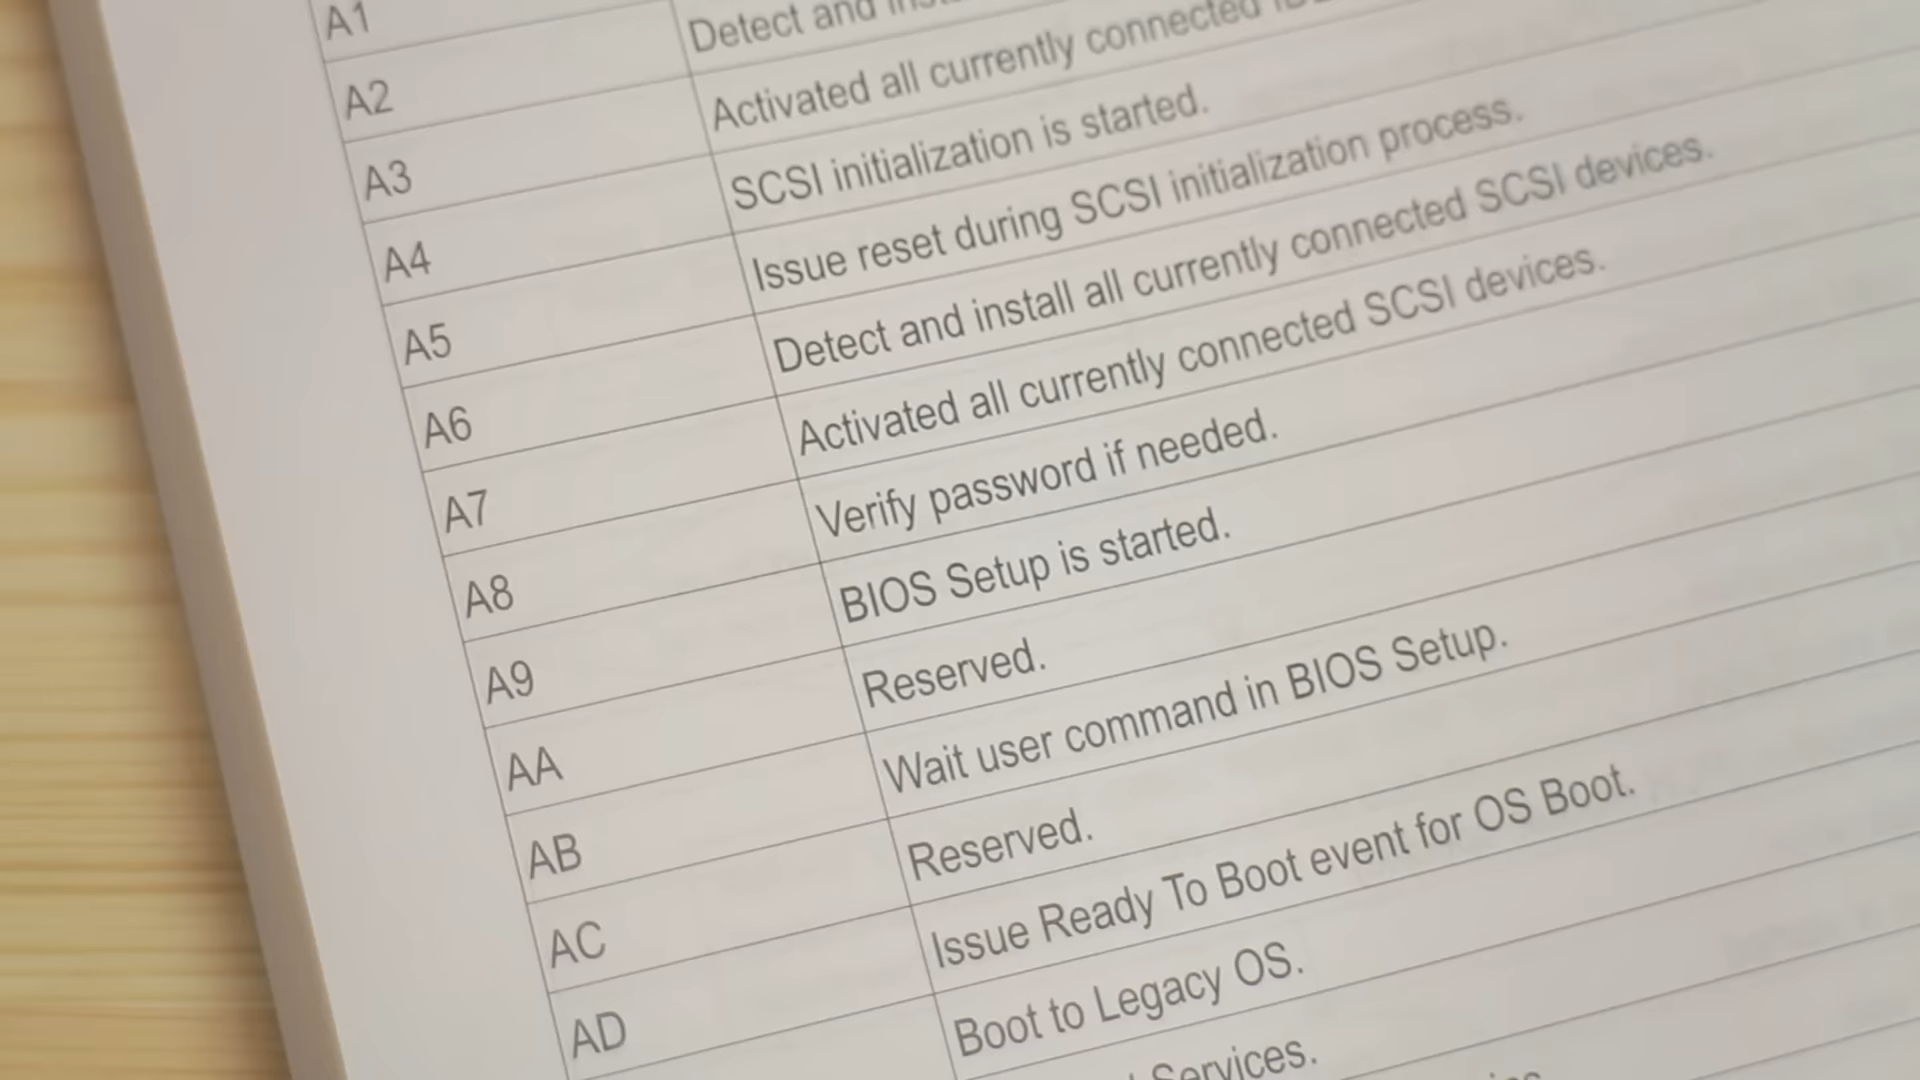 A1
A2 Detect and
A3 Activated all currently connected
A4 SCSI initialization is started.
A5 Issue reset during SCSI initialization process.
A6 Detect and install all currently connected SCSI devices.
A7 Activated all currently connected SCSI devices.
A8 Verify password if needed.
A9 BIOS Setup is started.
AA Reserved.
AB Wait user command in BIOS Setup.
AC Reserved.
AD Issue Ready To Boot event for OS Boot.
Boot to Legacy OS.
Services.